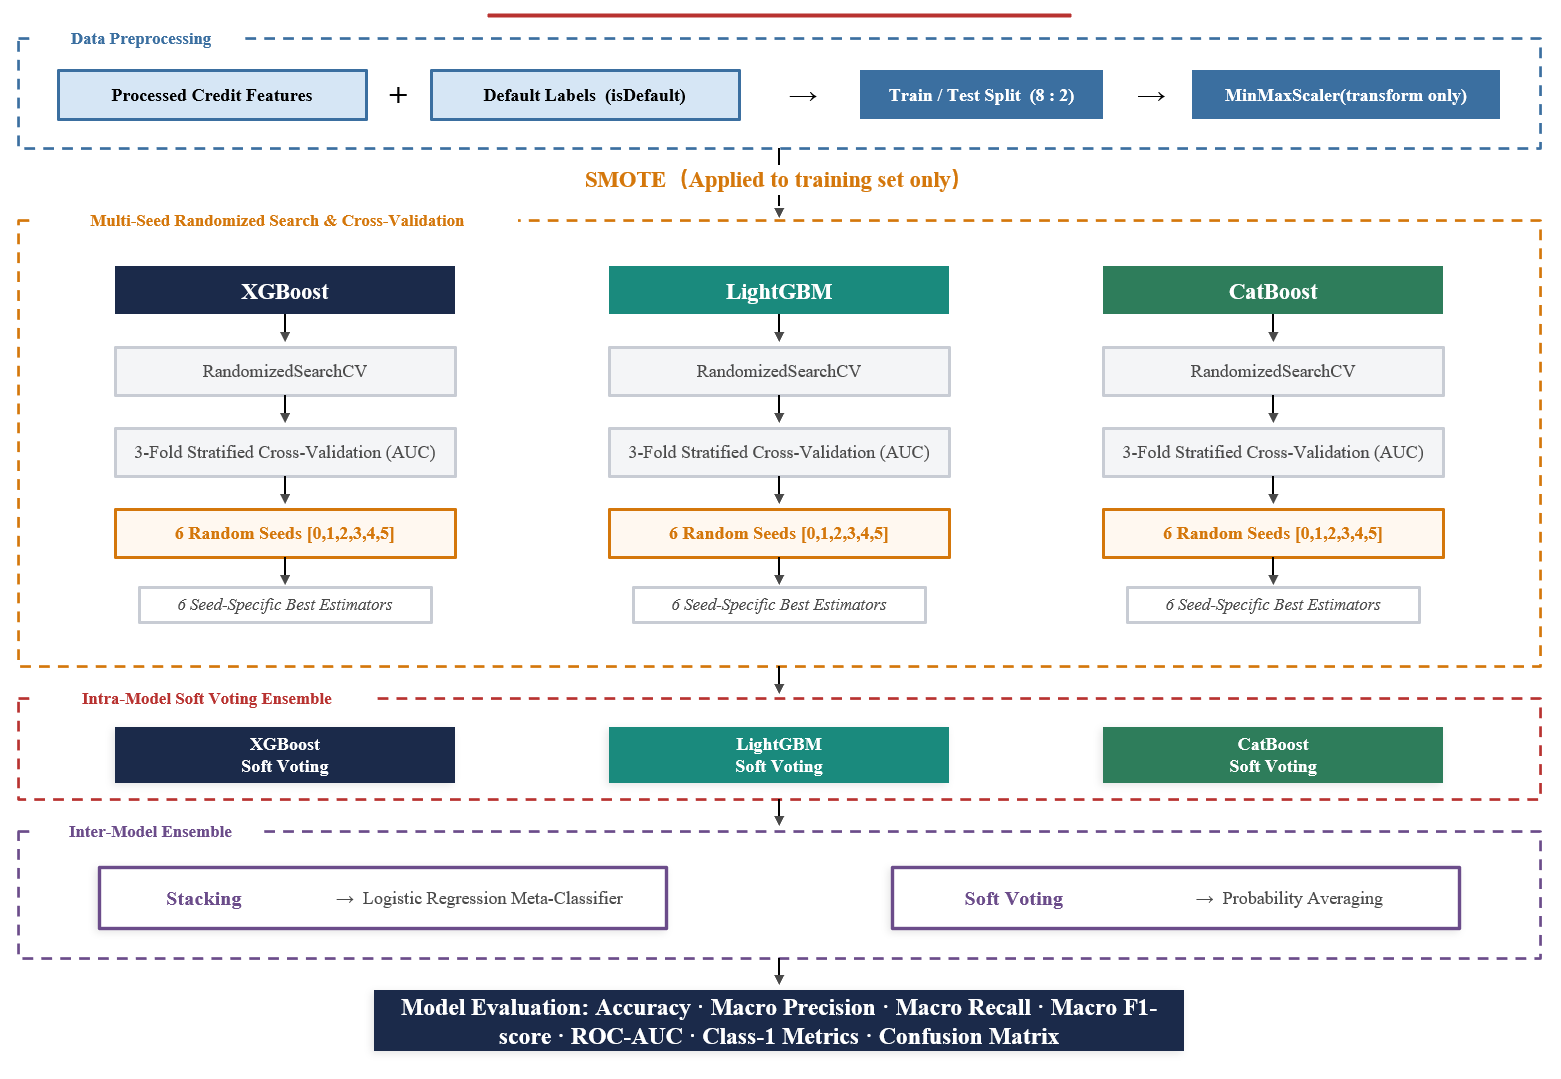 Data Preprocessing
Processed Credit Features + Default Labels (isDefault) → Train / Test Split (8 : 2) → MinMaxScaler(transform only)
SMOTE（Applied to training set only）
Multi-Seed Randomized Search & Cross-Validation
XGBoost LightGBM CatBoost
RandomizedSearchCV RandomizedSearchCV RandomizedSearchCV
3-Fold Stratified Cross-Validation (AUC) 3-Fold Stratified Cross-Validation (AUC) 3-Fold Stratified Cross-Validation (AUC)
6 Random Seeds [0,1,2,3,4,5] 6 Random Seeds [0,1,2,3,4,5] 6 Random Seeds [0,1,2,3,4,5]
6 Seed-Specific Best Estimators 6 Seed-Specific Best Estimators 6 Seed-Specific Best Estimators
Intra-Model Soft Voting Ensemble
XGBoost LightGBM CatBoost
Soft Voting Soft Voting Soft Voting
Inter-Model Ensemble
Stacking → Logistic Regression Meta-Classifier Soft Voting → Probability Averaging
Model Evaluation: Accuracy · Macro Precision · Macro Recall · Macro F1-
score · ROC-AUC · Class-1 Metrics · Confusion Matrix